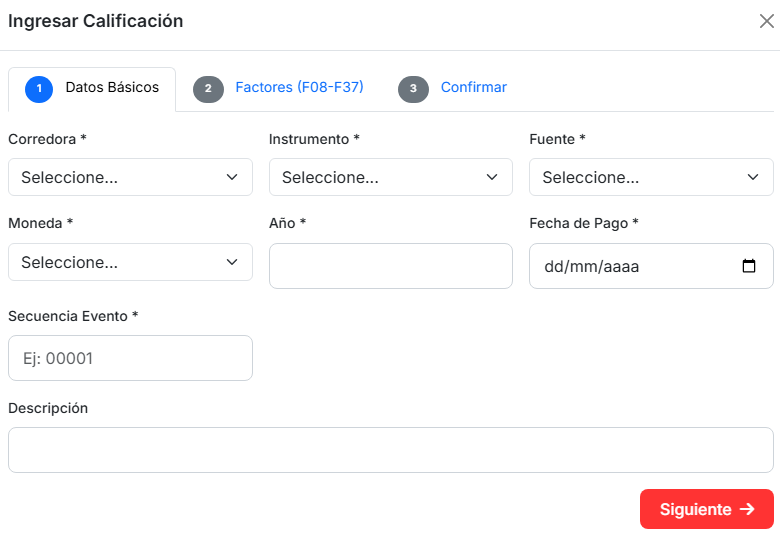 Ingresar Calificación
1 Datos Básicos 2 Factores (F08-F37) 3 Confirmar
Corredora * Instrumento * Fuente *
Seleccione... Seleccione... Seleccione...
Moneda * Año * Fecha de Pago *
Seleccione... dd/mm/aaaa
Secuencia Evento *
Ej: 00001
Descripción
Siguiente →